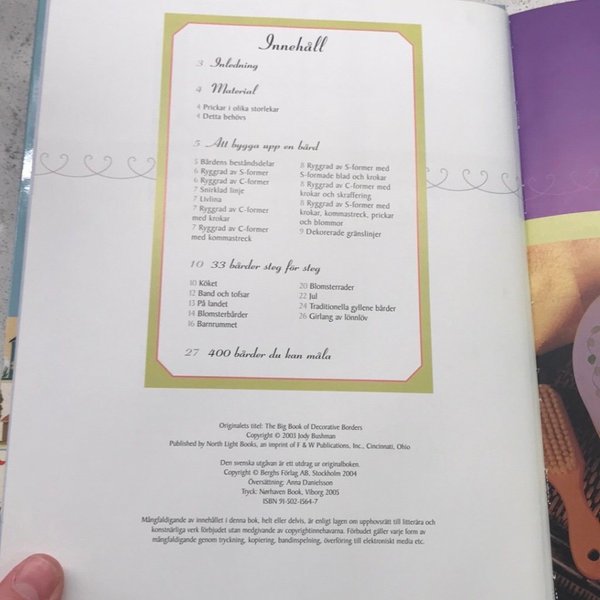 Innehåll
3 Inledning
4 Material
4 Prickar i olika storlekar
4 Detta behövs
5 Att bygga upp en bård
5 Bårdens beståndsdelar
6 Ryggrad av S-former
6 Ryggrad av C-former
7 Snirklad linje
7 Livlina
7 Ryggrad av C-former
med krokar
7 Ryggrad av C-former
med kommastreck
8 Ryggrad av S-former med
S-formade blad och krokar
8 Ryggrad av C-former med
krokar och skraffering
8 Ryggrad av S-former med
krokar, kommastreck, prickar
och blommor
9 Dekorerade gränslinjer
10 33 bårder steg för steg
10 Köket
12 Band och tofsar
13 På landet
14 Blomsterbårder
16 Barnrummet
20 Blomsterrader
22 Jul
24 Traditionella gyllene bårder
26 Girlang av lönnlöv
27 400 bårder du kan måla
Originalets titel: The Big Book of Decorative Borders
Copyright © 2003 Jody Bushman
Published by North Light Books, an imprint of F & W Publications, Inc., Cincinnati, Ohio
Den svenska utgåvan är ett utdrag ur originalboken.
Copyright © Berghs Förlag AB, Stockholm 2004
Översättning: Anna Danielsson
Tryck: Nørhaven Book, Viborg 2005
ISBN 91-502-1564-7
Mångfaldigande av innehållet i denna bok, helt eller delvis, är enligt lagen om upphovsrätt till litterära och
konstnärliga verk förbjudet utan medgivande av copyrightinnehavarna. Förbudet gäller varje form av
mångfaldigande genom tryckning, kopiering, bandinspelning, överföring till elektroniskt media etc.